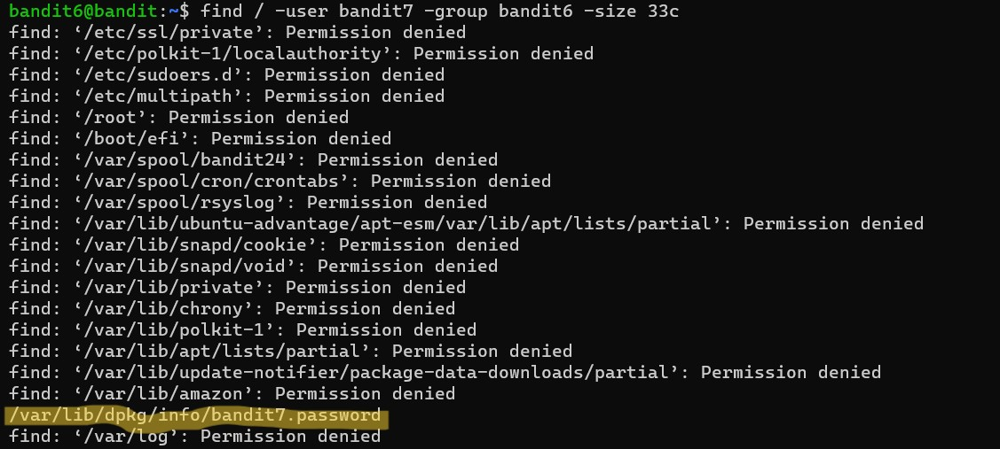 bandit6@bandit:~$ find / -user bandit7 -group bandit6 -size 33c
find: ‘/etc/ssl/private’: Permission denied
find: ‘/etc/polkit-1/localauthority’: Permission denied
find: ‘/etc/sudoers.d’: Permission denied
find: ‘/etc/multipath’: Permission denied
find: ‘/root’: Permission denied
find: ‘/boot/efi’: Permission denied
find: ‘/var/spool/bandit24’: Permission denied
find: ‘/var/spool/cron/crontabs’: Permission denied
find: ‘/var/spool/rsyslog’: Permission denied
find: ‘/var/lib/ubuntu-advantage/apt-esm/var/lib/apt/lists/partial’: Permission denied
find: ‘/var/lib/snapd/cookie’: Permission denied
find: ‘/var/lib/snapd/void’: Permission denied
find: ‘/var/lib/private’: Permission denied
find: ‘/var/lib/chrony’: Permission denied
find: ‘/var/lib/polkit-1’: Permission denied
find: ‘/var/lib/apt/lists/partial’: Permission denied
find: ‘/var/lib/update-notifier/package-data-downloads/partial’: Permission denied
find: ‘/var/lib/amazon’: Permission denied
/var/lib/dpkg/info/bandit7.password
find: ‘/var/log’: Permission denied